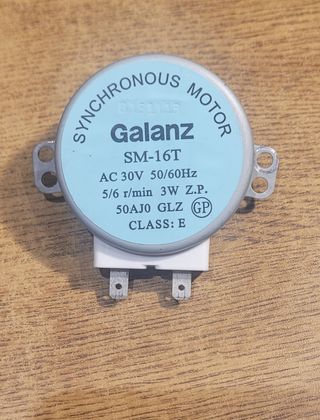 SYNCHRONOUS MOTOR
Galanz
SM-16T
AC 30V 50/60Hz
5/6 r/min 3W Z.P.
50AJ0 GLZ GP
CLASS: E